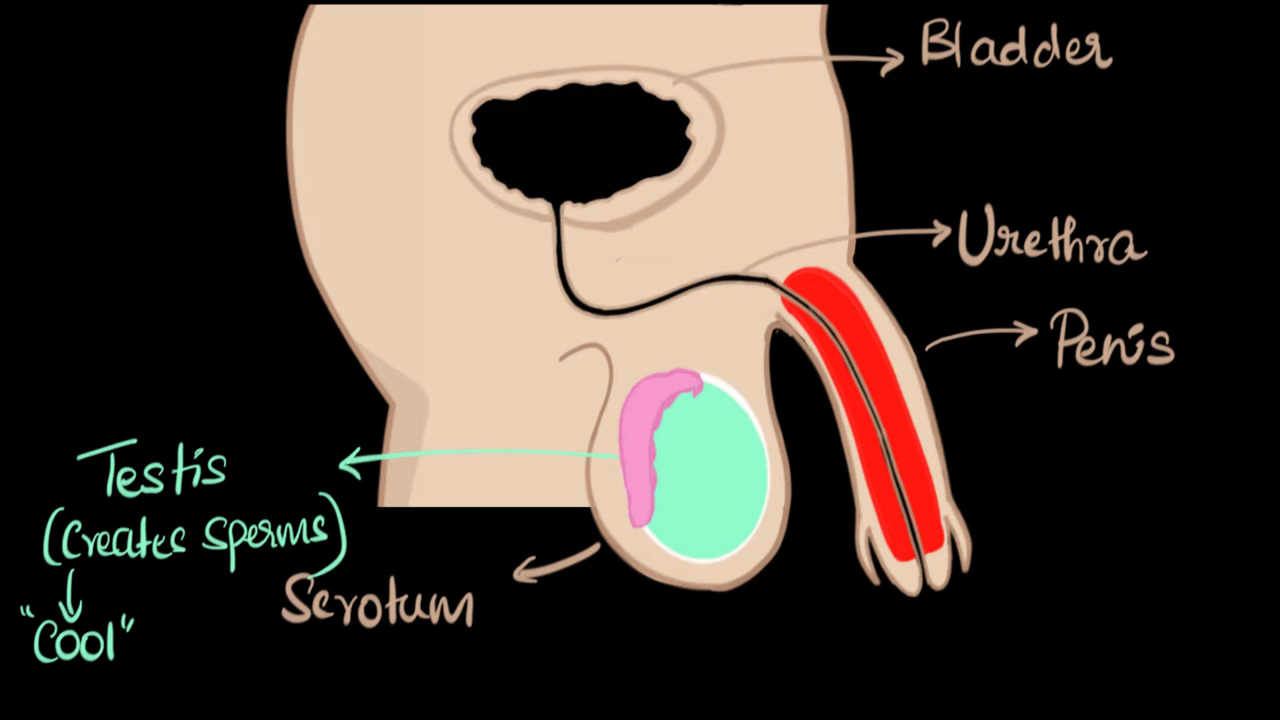 Bladder
Urethra
Penis
Testis
(creates sperms)
Scrotum
"Cool"